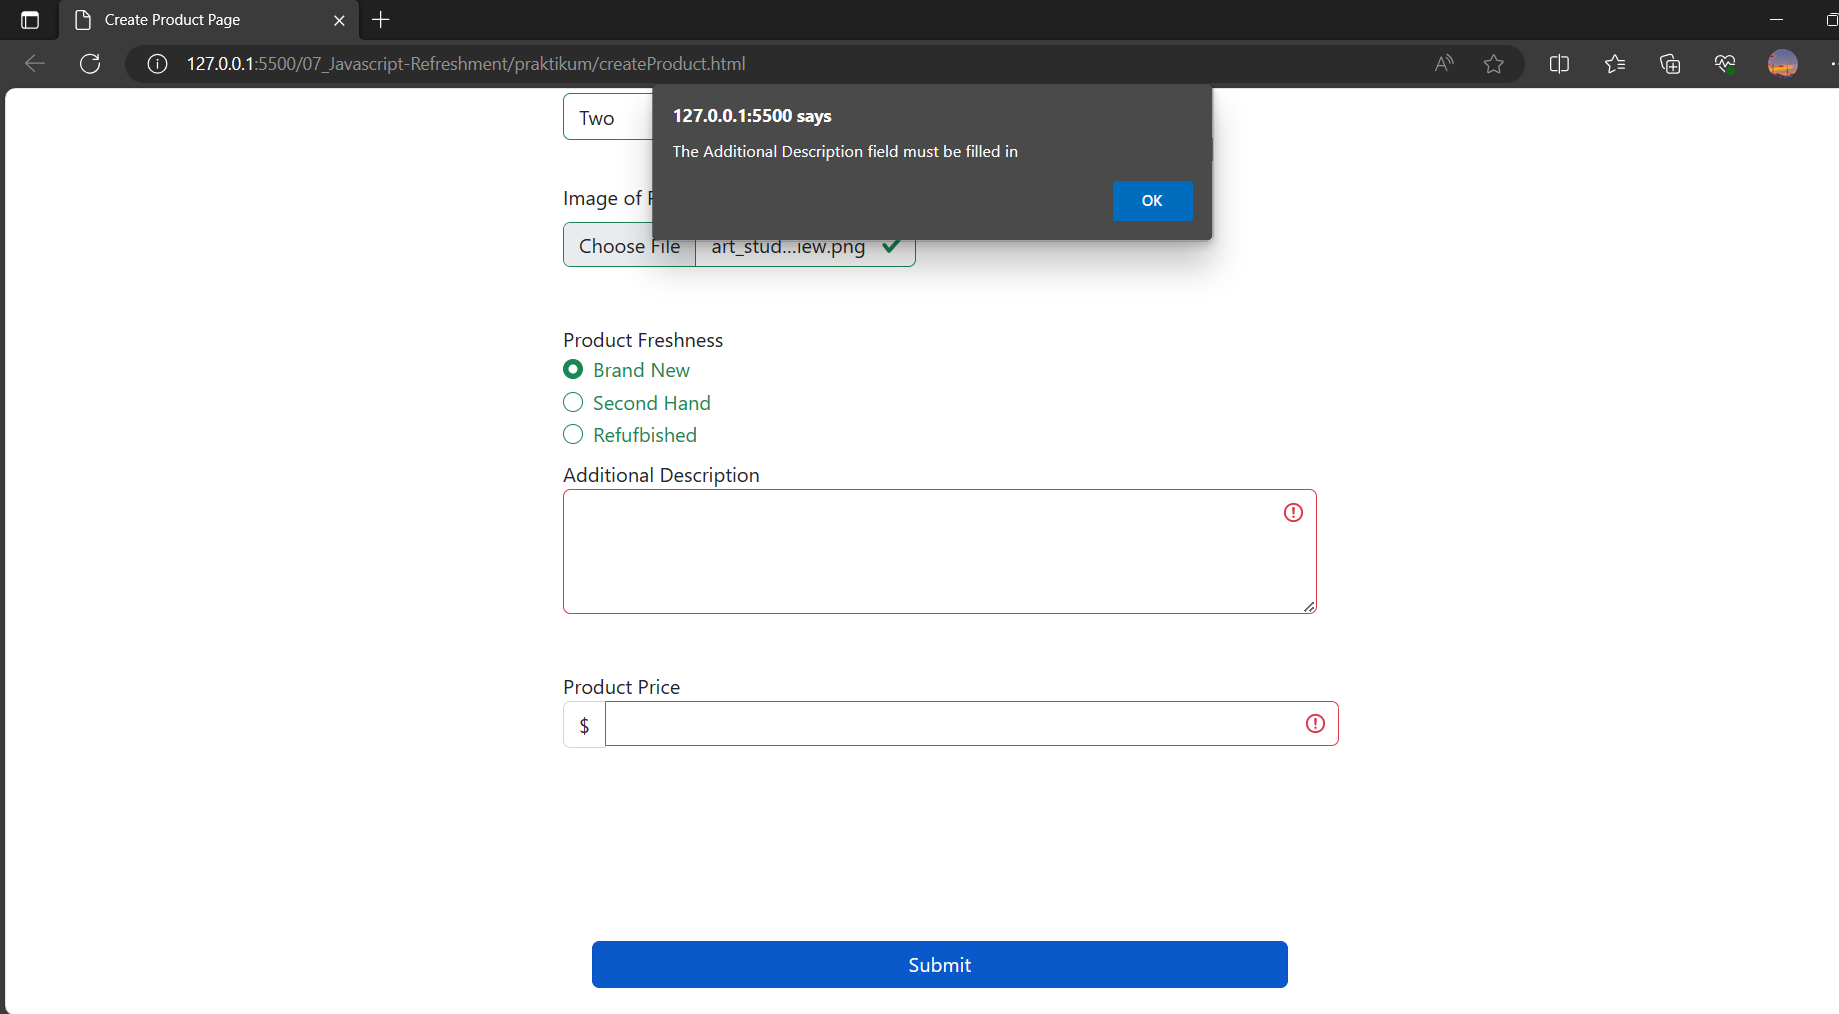 Create Product Page
127.0.0.1:5500/07_Javascript-Refreshment/praktikum/createProduct.html
127.0.0.1:5500 says
The Additional Description field must be filled in
OK
Two
Image of
Choose File art_stud...iew.png
Product Freshness
Brand New
Second Hand
Refufbished
Additional Description
Product Price
$
Submit